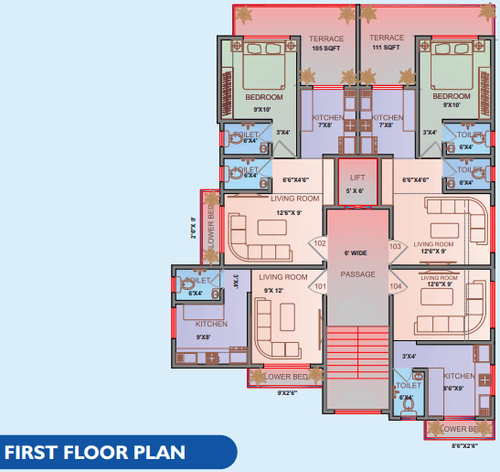 TERRACE
105 SQFT
TERRACE
111 SQFT
BEDROOM
9'X10'
BEDROOM
9'X10'
KITCHEN
7'X8'
KITCHEN
7'X8'
TOILET
6'X4'
3'X4'
3'X4'
TOILET
6'X4'
TOILET
6'X4'
TOILET
6'X4'
6'6"X4'6"
LIFT
5' X 6'
6'6"X4'6"
LIVING ROOM
12'6"X 9'
2'6"X 9'
FLOWER BED
102
103
6' WIDE
PASSAGE
LIVING ROOM
12'6"X 9'
TOILET
6'X4'
3'X4'
LIVING ROOM
9'X 12'
101
104
LIVING ROOM
12'6"X 9'
KITCHEN
9'X8'
FLOWER BED
9'X2'6"
3'X4'
TOILET
6'X4'
KITCHEN
8'6"X9'
FLOWER BED
8'6"X2'6"
FIRST FLOOR PLAN